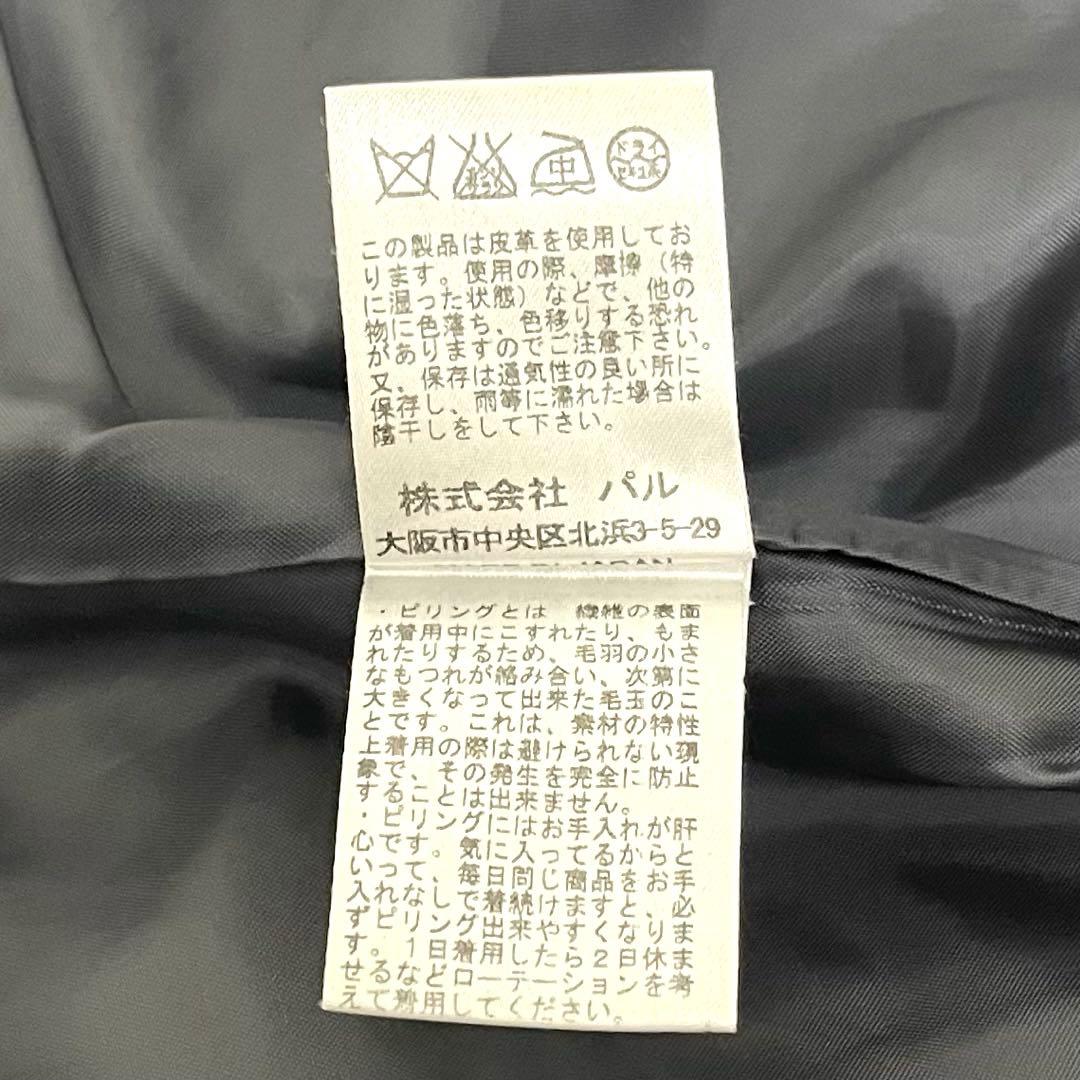 中
ドライ
セキユ系
この製品は皮革を使用してお
ります。使用の際、摩擦（特
に湿った状態）などで、他の
物に色落ち、色移りする恐れ
がありますのでご注意下さい。
又、保存は通気性の良い所に
保存し、雨等に濡れた場合は
陰干しをして下さい。
株式会社 パル
大阪市中央区北浜3-5-29
・ピリングとは、繊維の表面
が着用中にこすれたり、もま
れたりするため、毛羽の小さ
なもつれが絡み合い、次第に
大きくなって出来た毛玉のこ
とです。これは、素材の特性
上着用の際は避けられない現
象で、その発生を完全に防止
することは出来ません。
・ピリングにはお手入れが肝
心です。気に入ってるからと
いって、毎日同じ商品をお手
入れなしで着続けますと、必
ずピリング出来やすくなりま
す。1日着用したら2日休ま
せるなどローテーションを考
えて着用してください。